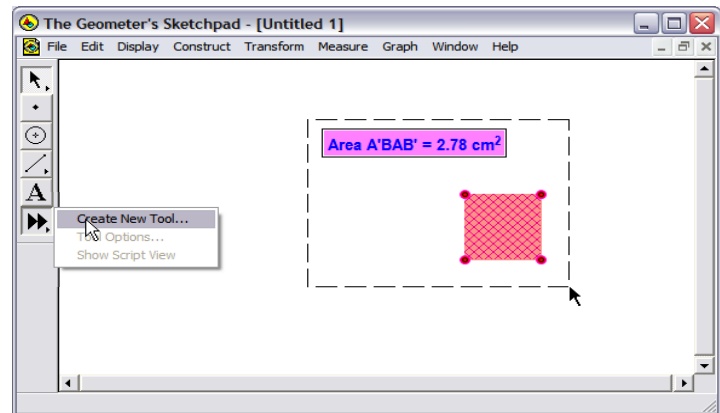 The Geometer's Sketchpad - [Untitled 1]
File Edit Display Construct Transform Measure Graph Window Help
Area A'BAB' = 2.78 cm²
A
Create New Tool...
Tool Options...
Show Script View